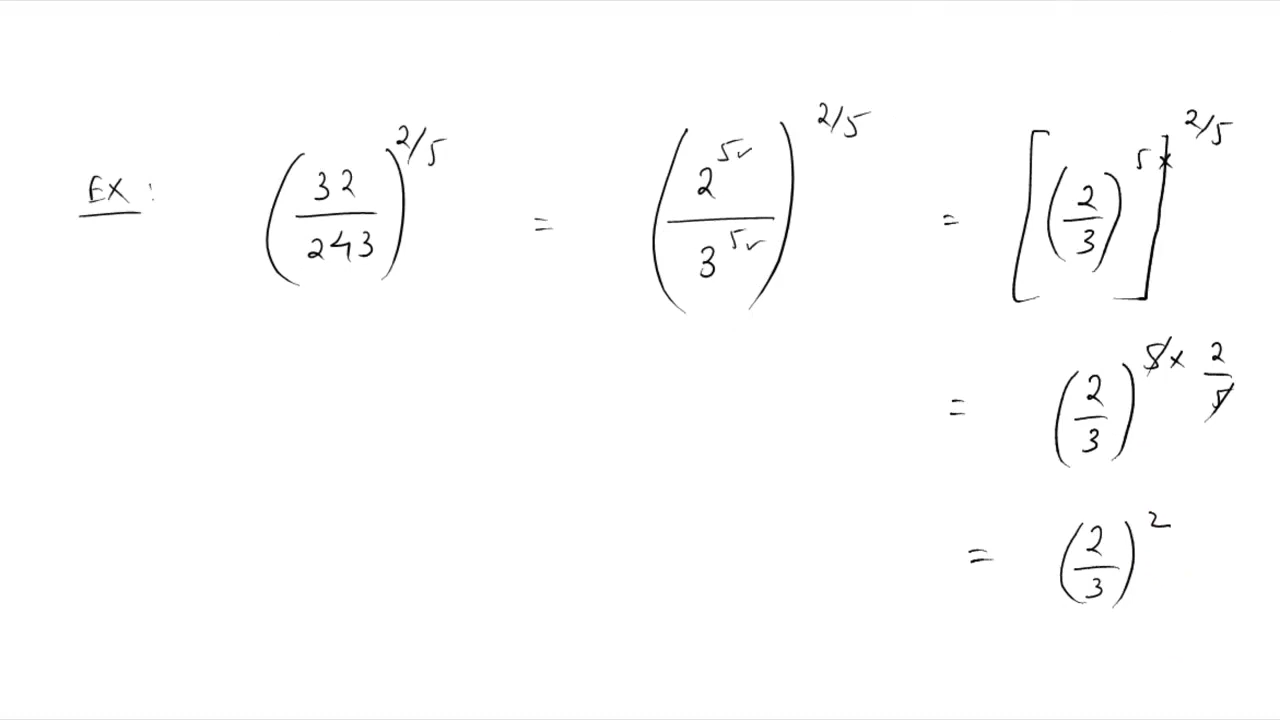 EX : (32/243)^2/5 = (2^5✓/3^5✓)^2/5 = [(2/3)^5×]^2/5
= (2/3)^5× 2/5
= (2/3)^2